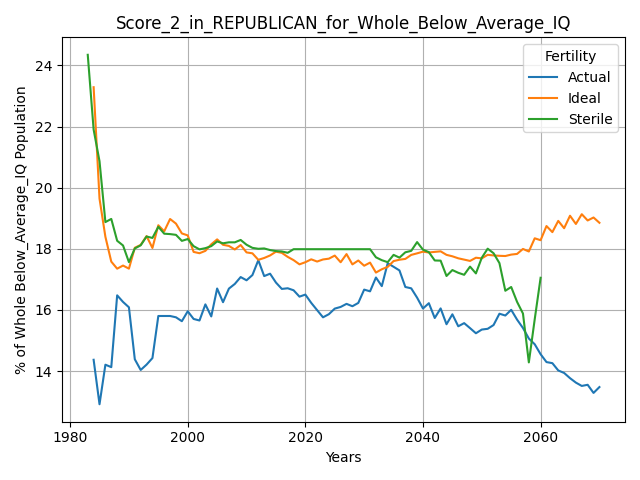 Score_2_in_REPUBLICAN_for_Whole_Below_Average_IQ
% of Whole Below_Average_IQ Population
24
22
20
18
16
14
Fertility
Actual
Ideal
Sterile
1980
2000
2020
2040
2060
Years